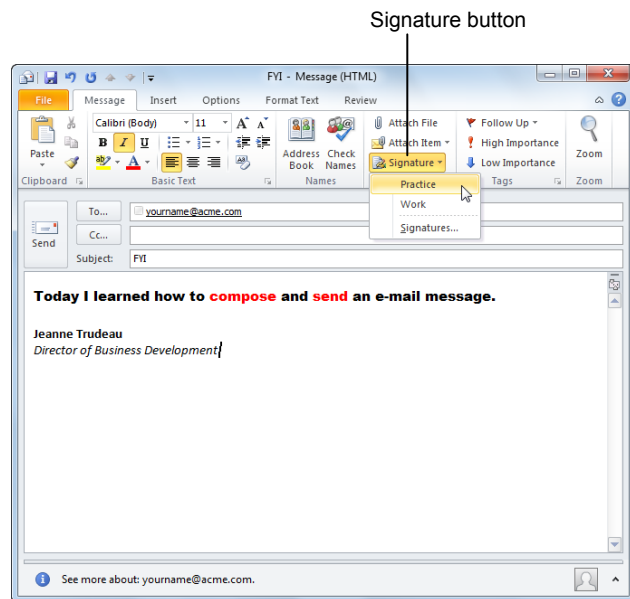 Signature button
FYI - Message (HTML)
File Message Insert Options Format Text Review
Paste
Clipboard
Calibri (Body) 11 A A
B I U
ab A
Basic Text
Address Book
Check Names
Names
Attach File
Attach Item
Signature
Follow Up
High Importance
Low Importance
Tags
Zoom
Zoom
Practice
Work
Signatures...
Send
To... yourname@acme.com
Cc...
Subject: FYI
Today I learned how to compose and send an e-mail message.
Jeanne Trudeau
Director of Business Development
See more about: yourname@acme.com.